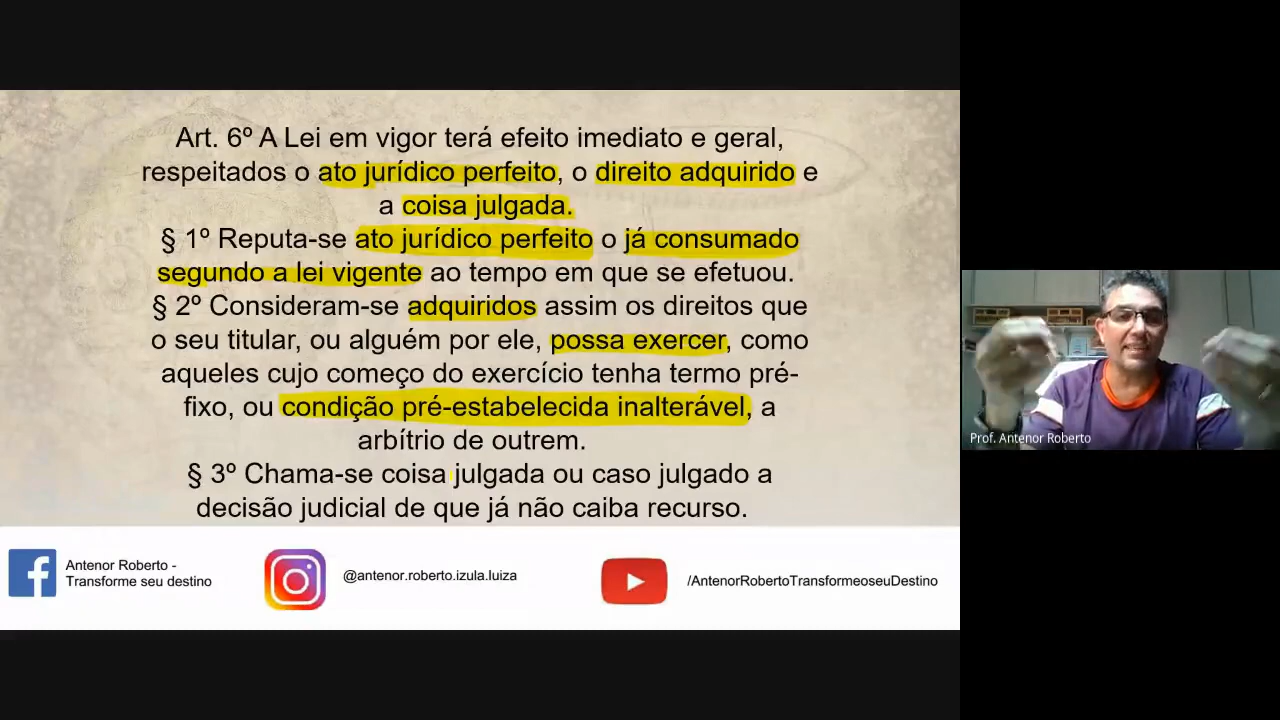 Art. 6º A Lei em vigor terá efeito imediato e geral,
respeitados o ato jurídico perfeito, o direito adquirido e
a coisa julgada.
§ 1º Reputa-se ato jurídico perfeito o já consumado
segundo a lei vigente ao tempo em que se efetuou.
§ 2º Consideram-se adquiridos assim os direitos que
o seu titular, ou alguém por ele, possa exercer, como
aqueles cujo começo do exercício tenha termo pré-
fixo, ou condição pré-estabelecida inalterável, a
arbítrio de outrem.
§ 3º Chama-se coisa julgada ou caso julgado a
decisão judicial de que já não caiba recurso.
Antenor Roberto -
Transforme seu destino
@antenor.roberto.izula.luiza
/AntenorRobertoTransformeoseuDestino
Prof. Antenor Roberto